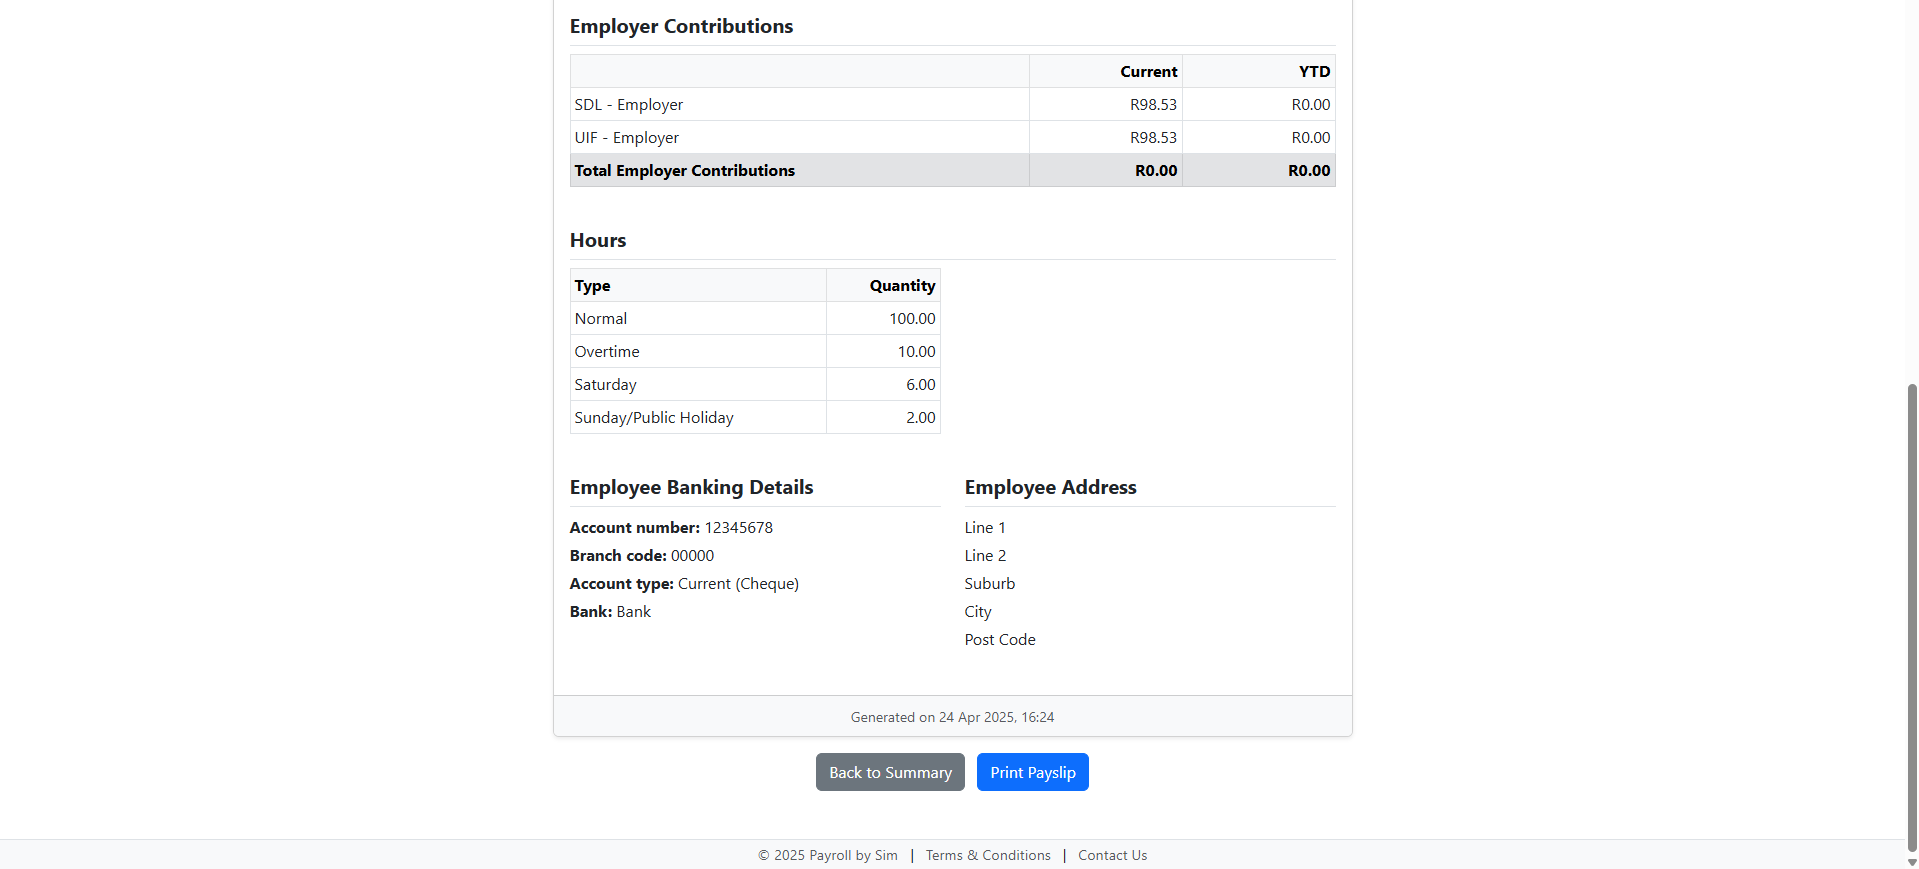 Employer Contributions
Current YTD
SDL - Employer R98.53 R0.00
UIF - Employer R98.53 R0.00
Total Employer Contributions R0.00 R0.00
Hours
Type Quantity
Normal 100.00
Overtime 10.00
Saturday 6.00
Sunday/Public Holiday 2.00
Employee Banking Details
Account number: 12345678
Branch code: 00000
Account type: Current (Cheque)
Bank: Bank
Employee Address
Line 1
Line 2
Suburb
City
Post Code
Generated on 24 Apr 2025, 16:24
Back to Summary Print Payslip
© 2025 Payroll by Sim | Terms & Conditions | Contact Us